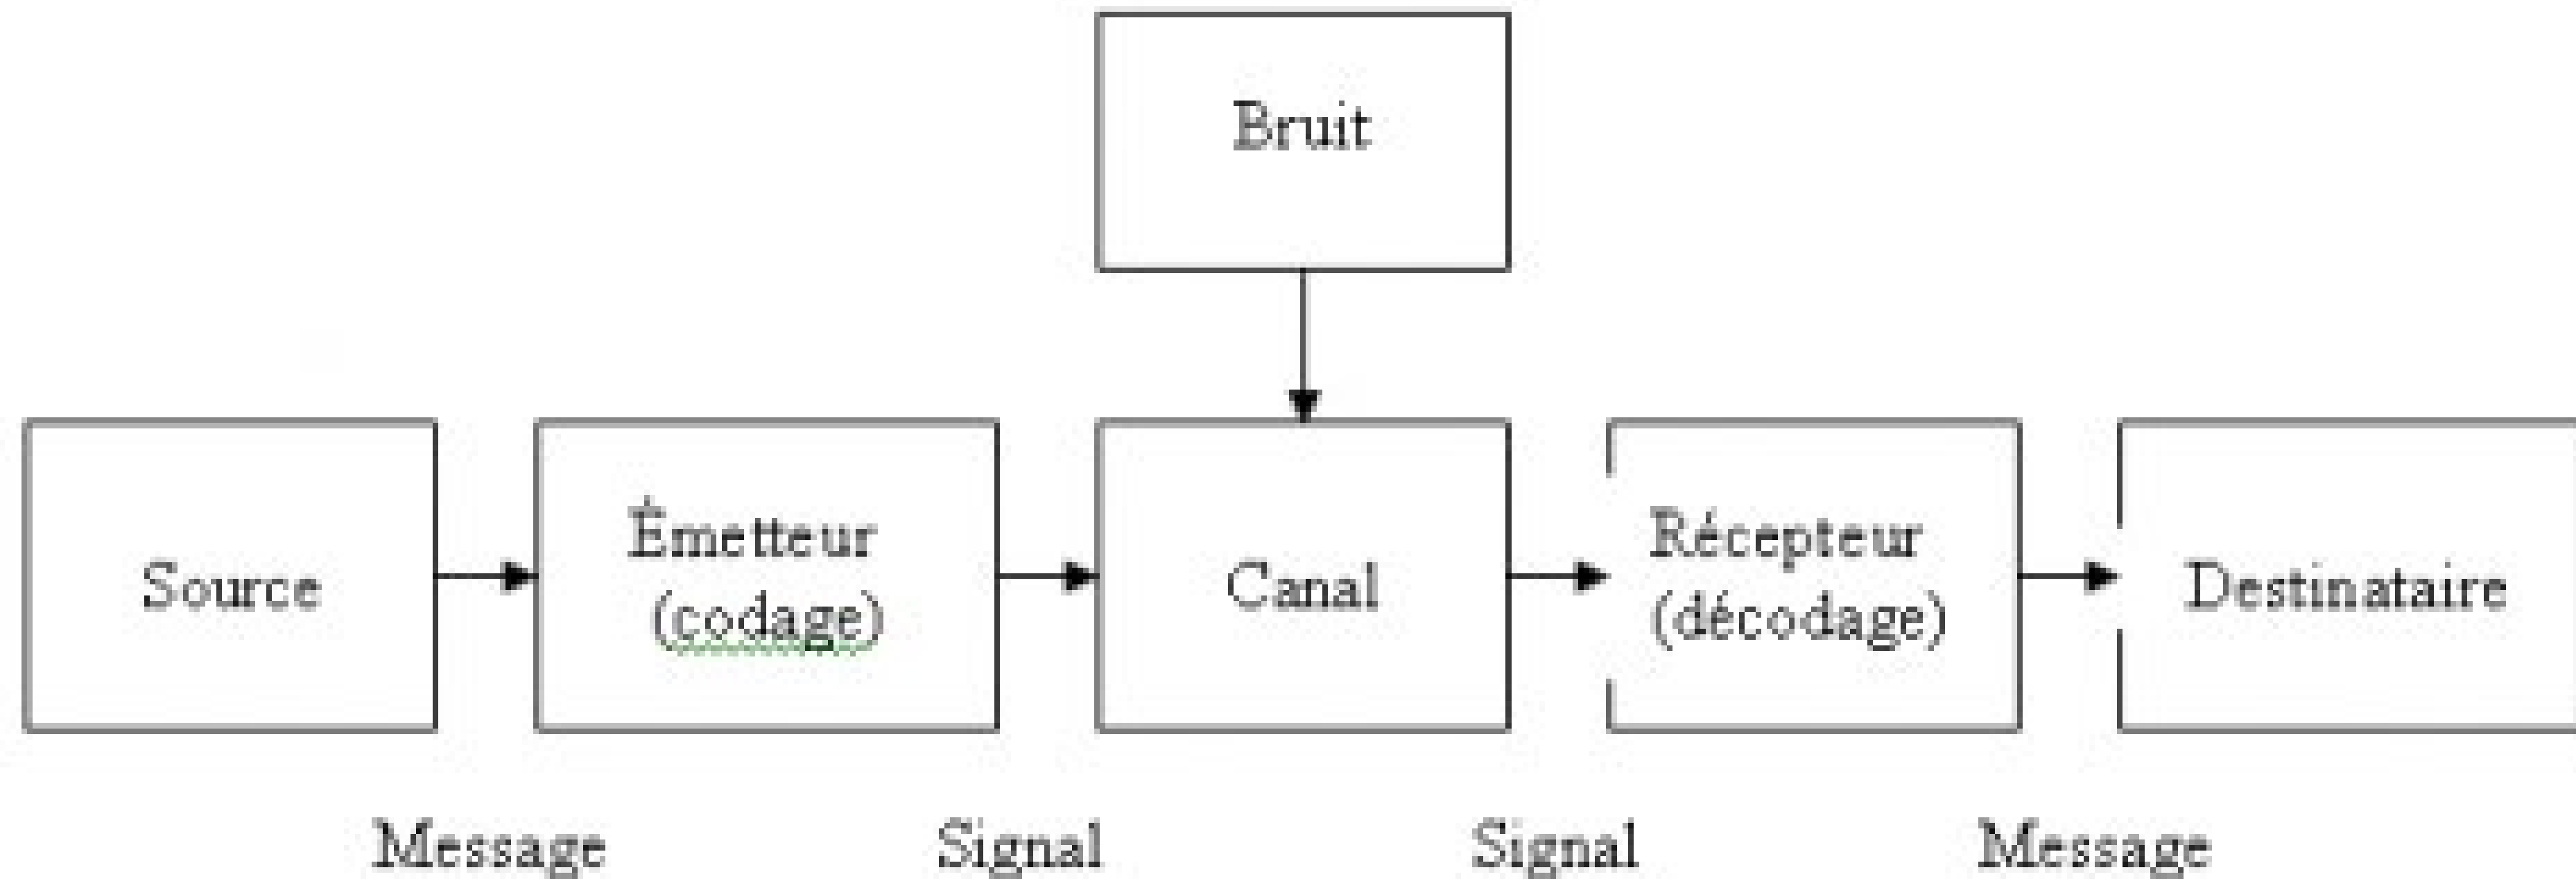 Bruit
Source
Émetteur
(codage)
Canal
Récepteur
(décodage)
Destinataire
Message
Signal
Signal
Message